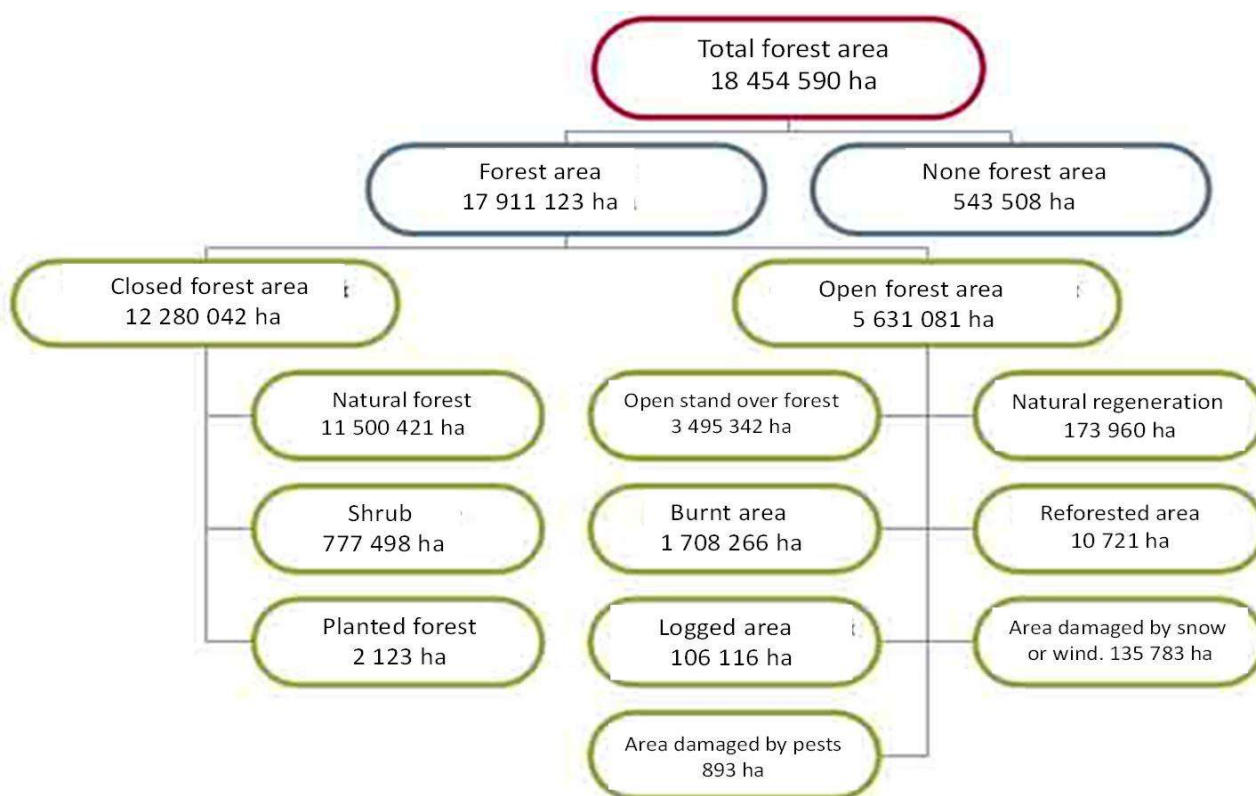 Total forest area
18 454 590 ha
Forest area
17 911 123 ha
None forest area
543 508 ha
Closed forest area
12 280 042 ha
Open forest area
5 631 081 ha
Natural forest
11 500 421 ha
Shrub
777 498 ha
Planted forest
2 123 ha
Open stand over forest
3 495 342 ha
Burnt area
1 708 266 ha
Logged area
106 116 ha
Area damaged by pests
893 ha
Natural regeneration
173 960 ha
Reforested area
10 721 ha
Area damaged by snow
or wind. 135 783 ha